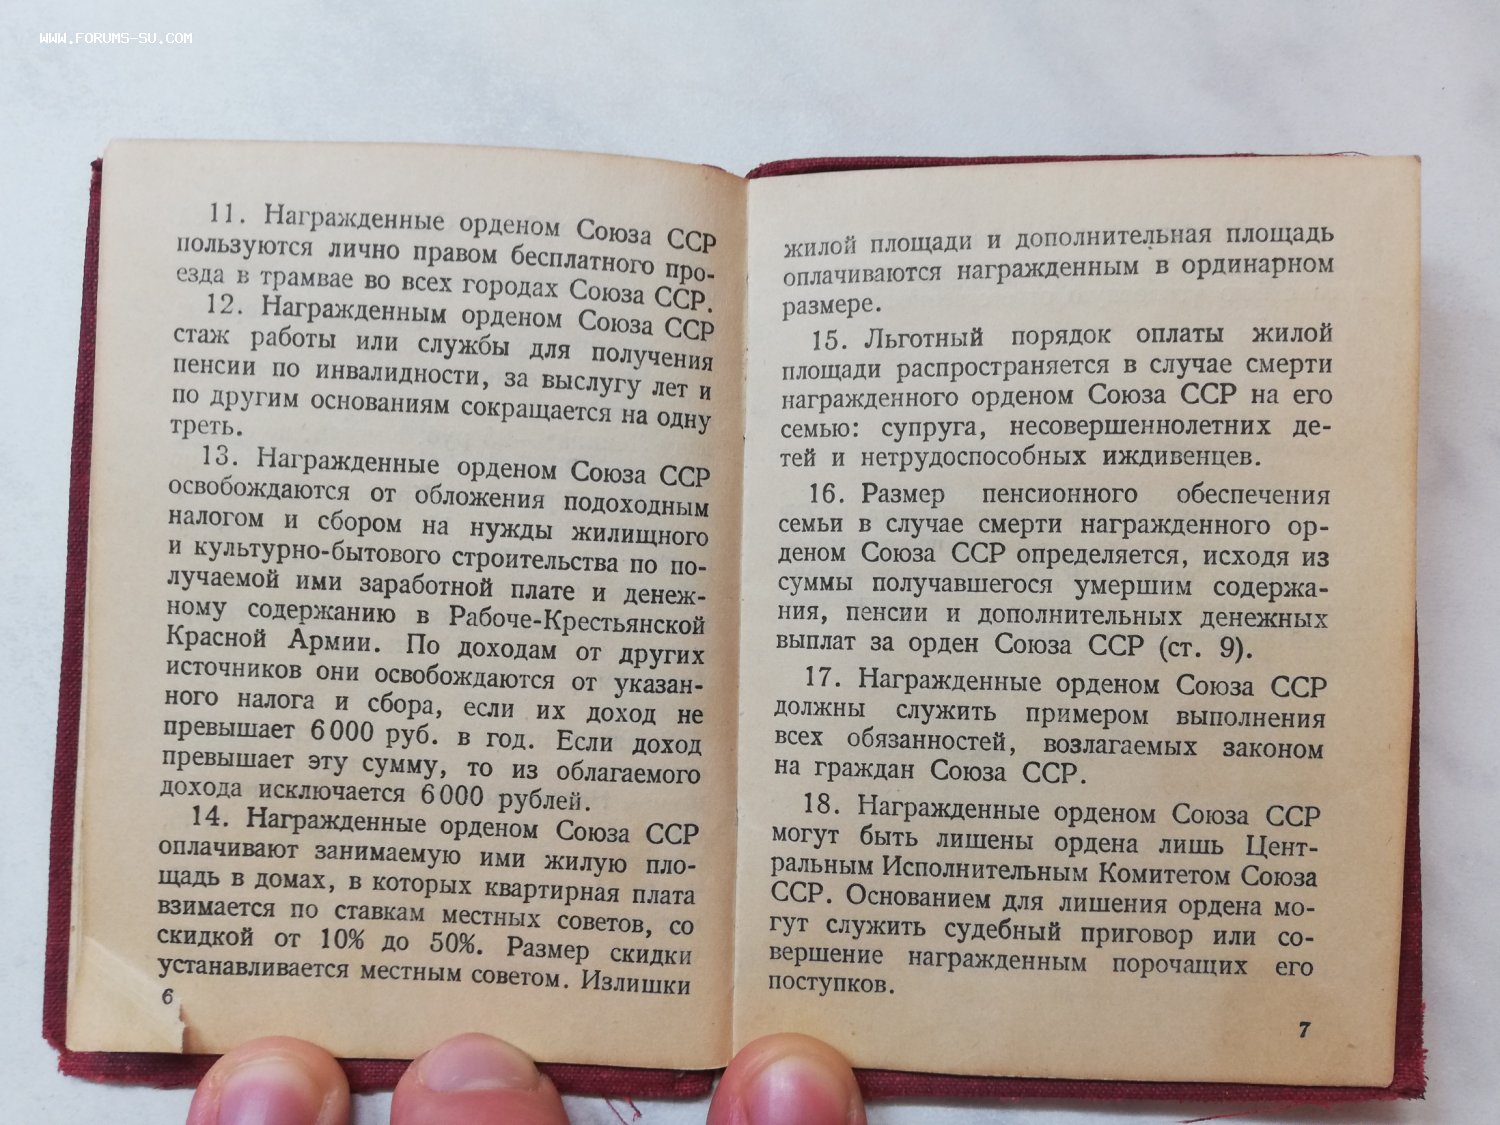 WWW.FORUMS-SU.COM
11. Награжденные орденом Союза ССР
пользуются лично правом бесплатного про-
езда в трамвае во всех городах Союза ССР.
12. Награжденным орденом Союза ССР
стаж работы или службы для получения
пенсии по инвалидности, за выслугу лет и
по другим основаниям сокращается на одну
треть.
13. Награжденные орденом Союза ССР
освобождаются от обложения подоходным
налогом и сбором на нужды жилищного
и культурно-бытового строительства по по-
лучаемой ими заработной плате и денеж-
ному содержанию в Рабоче-Крестьянской
Красной Армии. По доходам от других
источников они освобождаются от указан-
ного налога и сбора, если их доход не
превышает 6 000 руб. в год. Если доход
превышает эту сумму, то из облагаемого
дохода исключается 6 000 рублей.
14. Награжденные орденом Союза ССР
оплачивают занимаемую ими жилую пло-
щадь в домах, в которых квартирная плата
взимается по ставкам местных советов, со
скидкой от 10% до 50%. Размер скидки
устанавливается местным советом. Излишки
6
жилой площади и дополнительная площадь
оплачиваются награжденным в ординарном
размере.
15. Льготный порядок оплаты жилой
площади распространяется в случае смерти
награжденного орденом Союза ССР на его
семью: супруга, несовершеннолетних де-
тей и нетрудоспособных иждивенцев.
16. Размер пенсионного обеспечения
семьи в случае смерти награжденного ор-
деном Союза ССР определяется, исходя из
суммы получавшегося умершим содержа-
ния, пенсии и дополнительных денежных
выплат за орден Союза ССР (ст. 9).
17. Награжденные орденом Союза ССР
должны служить примером выполнения
всех обязанностей, возлагаемых законом
на граждан Союза ССР.
18. Награжденные орденом Союза ССР
могут быть лишены ордена лишь Цент-
ральным Исполнительным Комитетом Союза
ССР. Основанием для лишения ордена мо-
гут служить судебный приговор или со-
вершение награжденным порочащих его
поступков.
7